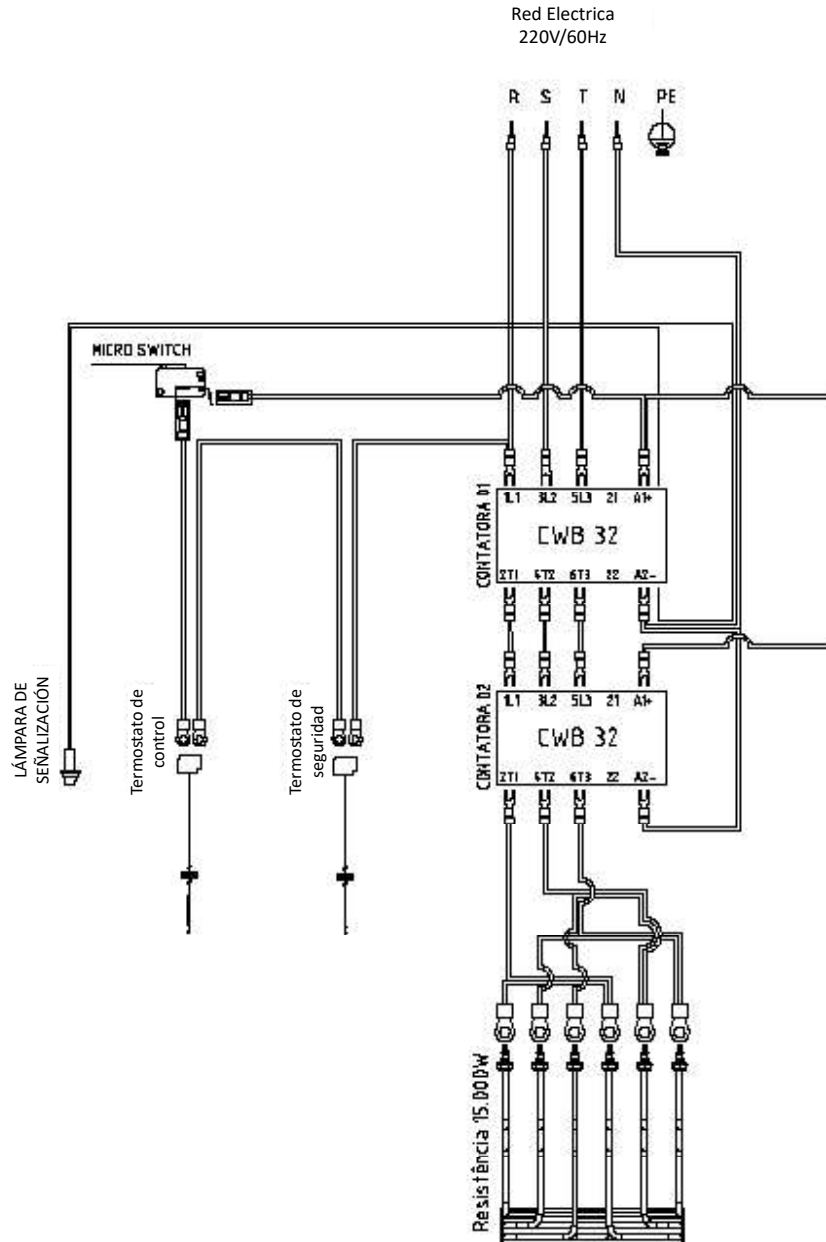 Red Electrica
220V/60Hz
R S T N PE
MICRO SWITCH
CONTATORA D1
1L1 3L2 5L3 21 A1+
CWB 32
2T1 4T2 6T3 22 A2-
CONTATORA D2
1L1 3L2 5L3 21 A1+
CWB 32
2T1 4T2 6T3 22 A2-
LÁMPARA DE
SEÑALIZACIÓN
Termostato de
control
Termostato de
seguridad
Resistência 15.000W